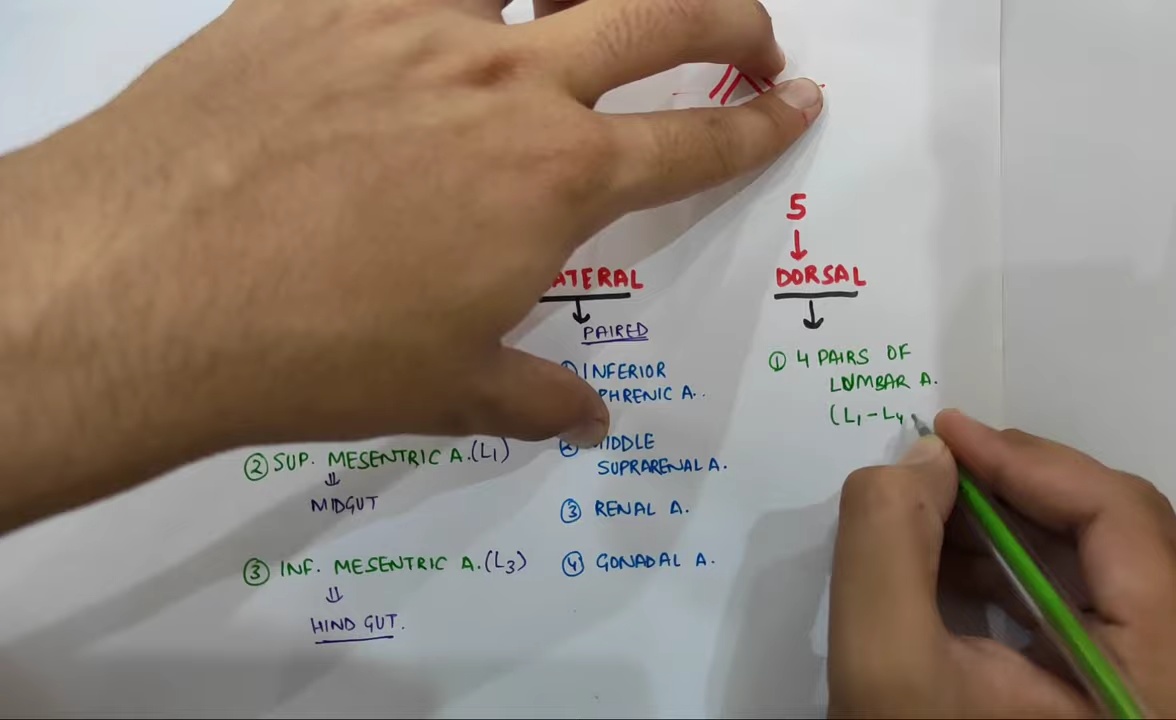 ② SUP. MESENTRIC A. (L1)
⇓
MIDGUT
③ INF. MESENTRIC A. (L3)
⇓
HIND GUT.
ATERAL
PAIRED
INFERIOR
PHRENIC A..
② MIDDLE
SUPRARENAL A.
③ RENAL A.
④ GONADAL A.
5
↓
DORSAL
↓
① 4 PAIRS OF
LUMBAR A.
(L1-L4